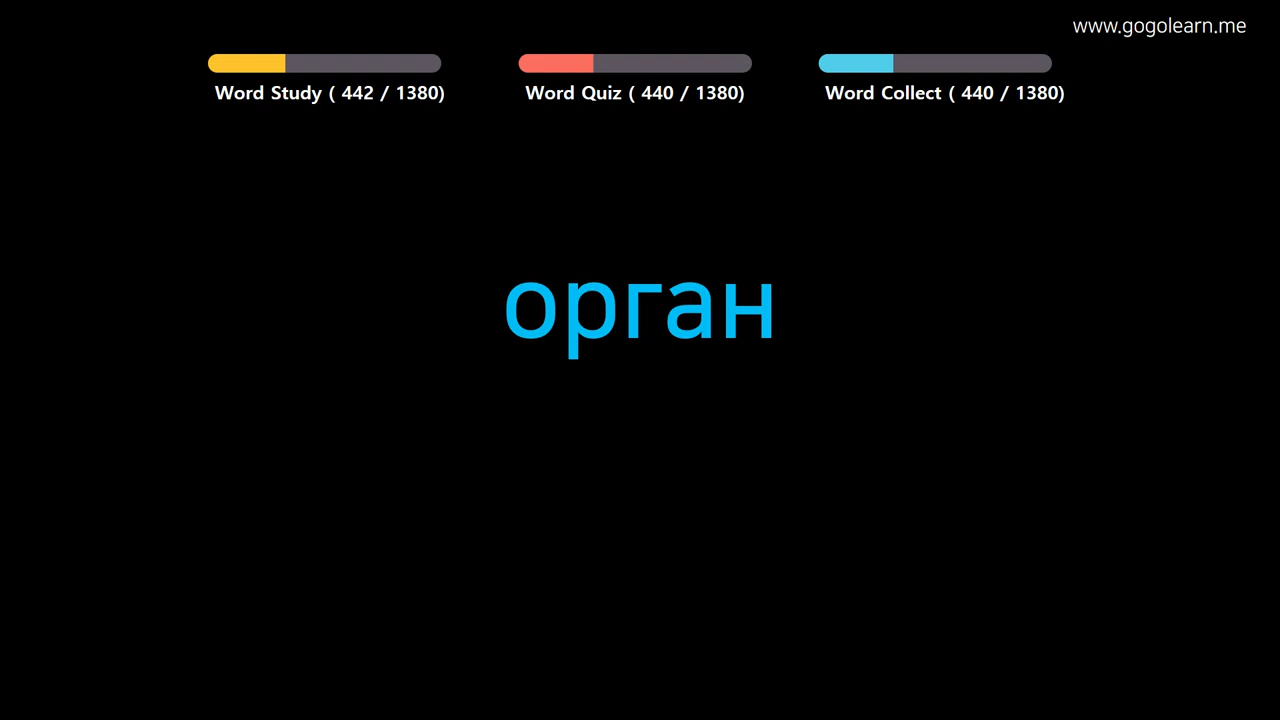 www.gogolearn.me
Word Study ( 442 / 1380)
Word Quiz ( 440 / 1380)
Word Collect ( 440 / 1380)
орган